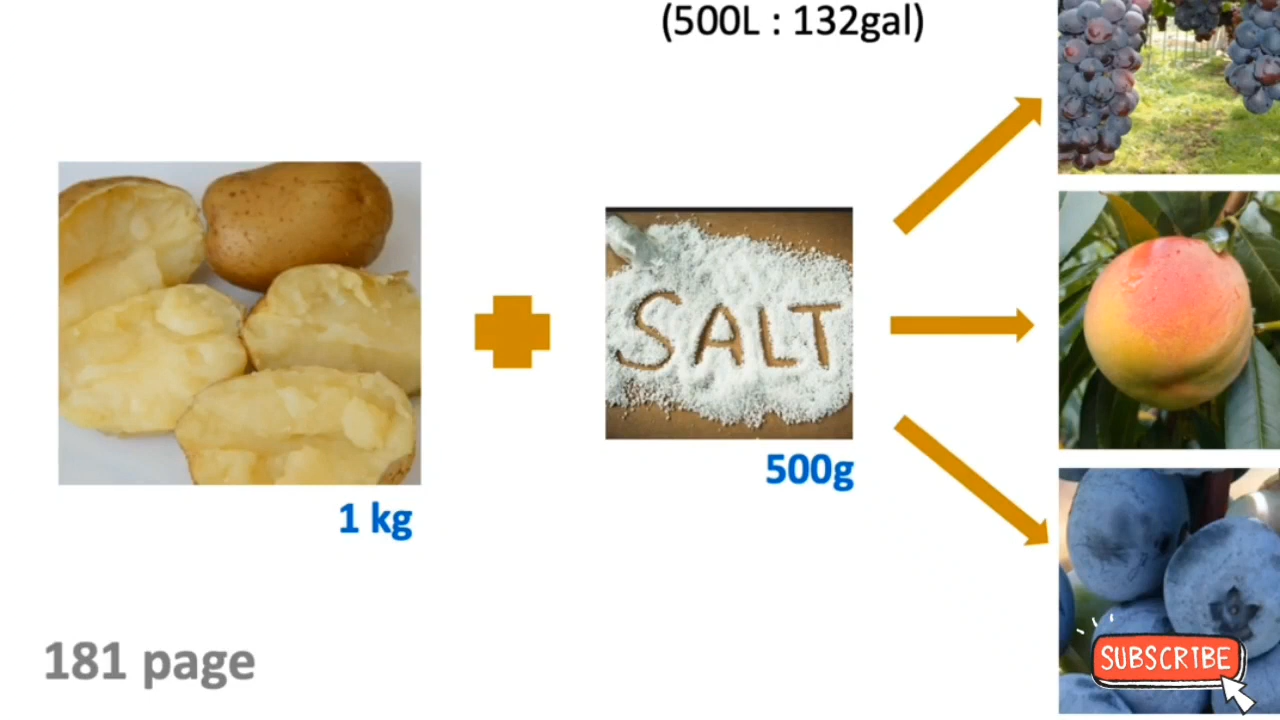 (500L : 132gal)
SALT
500g
1 kg
181 page
SUBSCRIBE